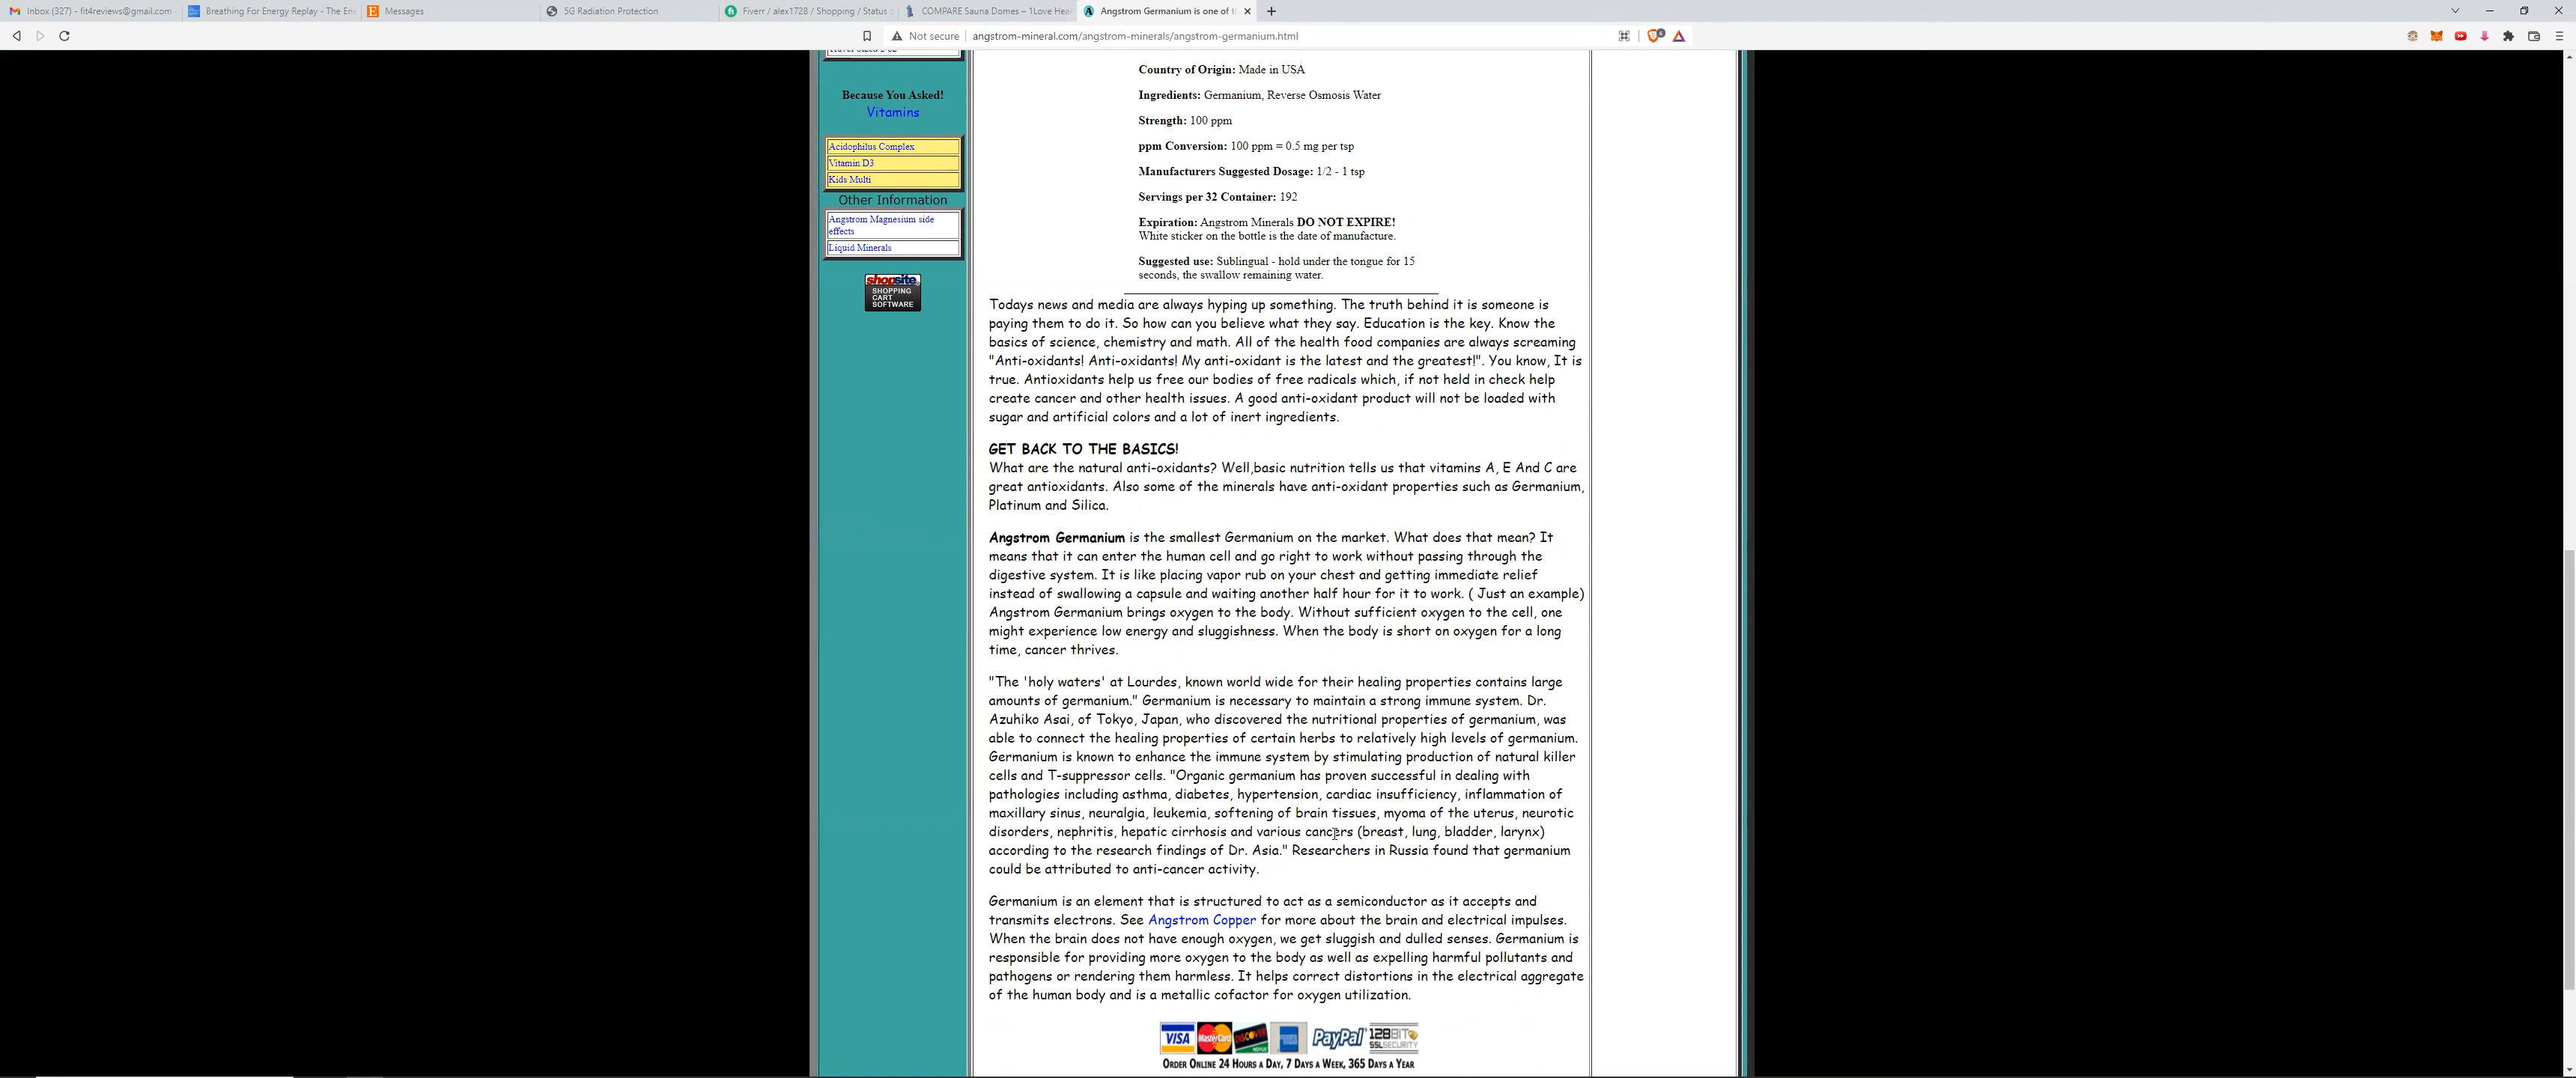 Inbox (327) - fit4reviews@gmail.com
Breathing For Energy Replay - The Ene
Messages
5G Radiation Protection
Fiverr / alex1728 / Shopping / Status o
COMPARE Sauna Domes – 1Love Hea
Angstrom Germanium is one of t
Not secure
angstrom-mineral.com/angstrom-minerals/angstrom-germanium.html
Because You Asked!
Vitamins
Acidophilus Complex
Vitamin D3
Kids Multi
Other Information
Angstrom Magnesium side
effects
Liquid Minerals
shopsite
SHOPPING
CART
SOFTWARE
Country of Origin: Made in USA
Ingredients: Germanium, Reverse Osmosis Water
Strength: 100 ppm
ppm Conversion: 100 ppm = 0.5 mg per tsp
Manufacturers Suggested Dosage: 1/2 - 1 tsp
Servings per 32 Container: 192
Expiration: Angstrom Minerals DO NOT EXPIRE!
White sticker on the bottle is the date of manufacture.
Suggested use: Sublingual - hold under the tongue for 15
seconds, the swallow remaining water.
Todays news and media are always hyping up something. The truth behind it is someone is
paying them to do it. So how can you believe what they say. Education is the key. Know the
basics of science, chemistry and math. All of the health food companies are always screaming
"Anti-oxidants! Anti-oxidants! My anti-oxidant is the latest and the greatest!". You know, It is
true. Antioxidants help us free our bodies of free radicals which, if not held in check help
create cancer and other health issues. A good anti-oxidant product will not be loaded with
sugar and artificial colors and a lot of inert ingredients.
GET BACK TO THE BASICS!
What are the natural anti-oxidants? Well,basic nutrition tells us that vitamins A, E And C are
great antioxidants. Also some of the minerals have anti-oxidant properties such as Germanium,
Platinum and Silica.
Angstrom Germanium is the smallest Germanium on the market. What does that mean? It
means that it can enter the human cell and go right to work without passing through the
digestive system. It is like placing vapor rub on your chest and getting immediate relief
instead of swallowing a capsule and waiting another half hour for it to work. ( Just an example)
Angstrom Germanium brings oxygen to the body. Without sufficient oxygen to the cell, one
might experience low energy and sluggishness. When the body is short on oxygen for a long
time, cancer thrives.
"The 'holy waters' at Lourdes, known world wide for their healing properties contains large
amounts of germanium." Germanium is necessary to maintain a strong immune system. Dr.
Azuhiko Asai, of Tokyo, Japan, who discovered the nutritional properties of germanium, was
able to connect the healing properties of certain herbs to relatively high levels of germanium.
Germanium is known to enhance the immune system by stimulating production of natural killer
cells and T-suppressor cells. "Organic germanium has proven successful in dealing with
pathologies including asthma, diabetes, hypertension, cardiac insufficiency, inflammation of
maxillary sinus, neuralgia, leukemia, softening of brain tissues, myoma of the uterus, neurotic
disorders, nephritis, hepatic cirrhosis and various cancers (breast, lung, bladder, larynx)
according to the research findings of Dr. Asia." Researchers in Russia found that germanium
could be attributed to anti-cancer activity.
Germanium is an element that is structured to act as a semiconductor as it accepts and
transmits electrons. See Angstrom Copper for more about the brain and electrical impulses.
When the brain does not have enough oxygen, we get sluggish and dulled senses. Germanium is
responsible for providing more oxygen to the body as well as expelling harmful pollutants and
pathogens or rendering them harmless. It helps correct distortions in the electrical aggregate
of the human body and is a metallic cofactor for oxygen utilization.
VISA MasterCard DISCOVER PayPal 128BIT
SSL SECURITY
ORDER ONLINE 24 HOURS A DAY, 7 DAYS A WEEK, 365 DAYS A YEAR